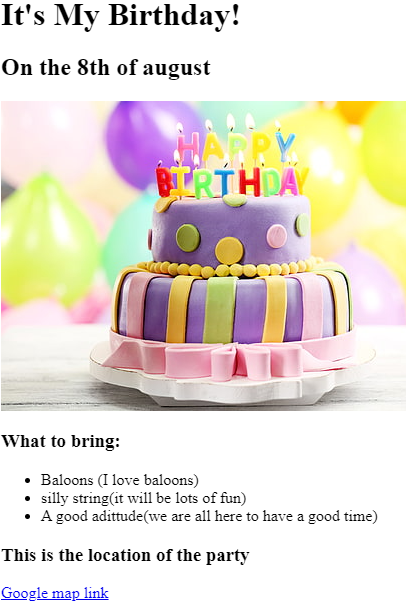 It's My Birthday!
On the 8th of august
HAPPY
BIRTHDAY
What to bring:
Baloons (I love baloons)
silly string(it will be lots of fun)
A good adittude(we are all here to have a good time)
This is the location of the party
Google map link